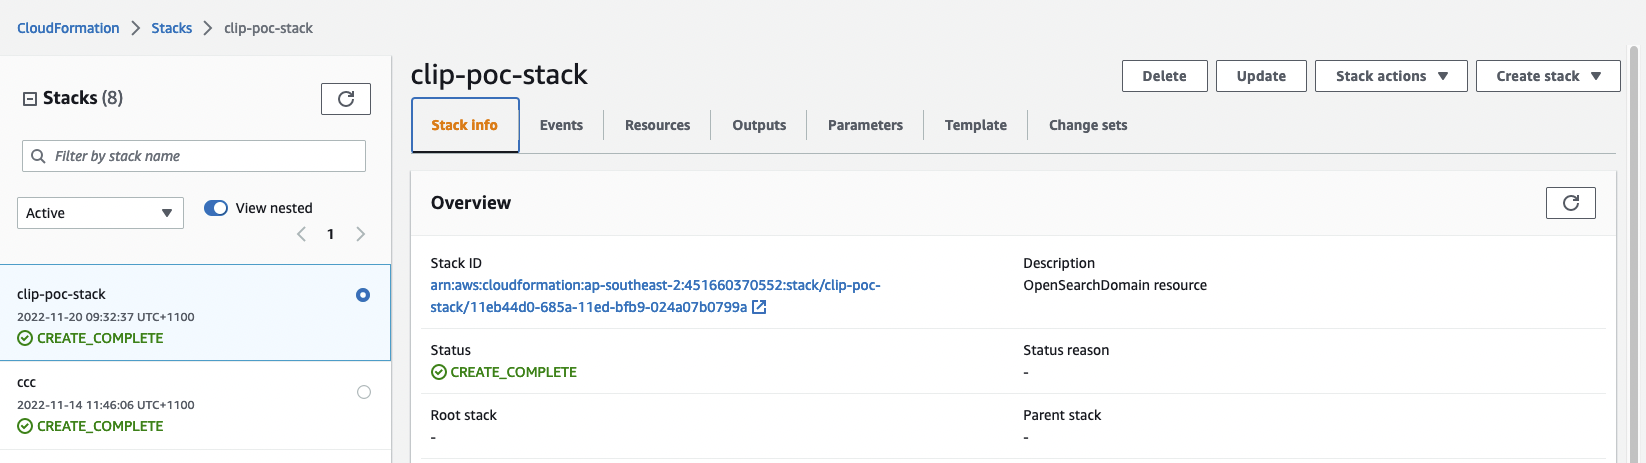 CloudFormation > Stacks > clip-poc-stack
Stacks (8)
Filter by stack name
Active
View nested
1
clip-poc-stack
2022-11-20 09:32:37 UTC+1100
CREATE_COMPLETE
ccc
2022-11-14 11:46:06 UTC+1100
CREATE_COMPLETE
clip-poc-stack
Delete Update Stack actions Create stack
Stack info Events Resources Outputs Parameters Template Change sets
Overview
Stack ID
arn:aws:cloudformation:ap-southeast-2:451660370552:stack/clip-poc-
stack/11eb44d0-685a-11ed-bfb9-024a07b0799a
Description
OpenSearchDomain resource
Status
CREATE_COMPLETE
Status reason
-
Root stack
-
Parent stack
-